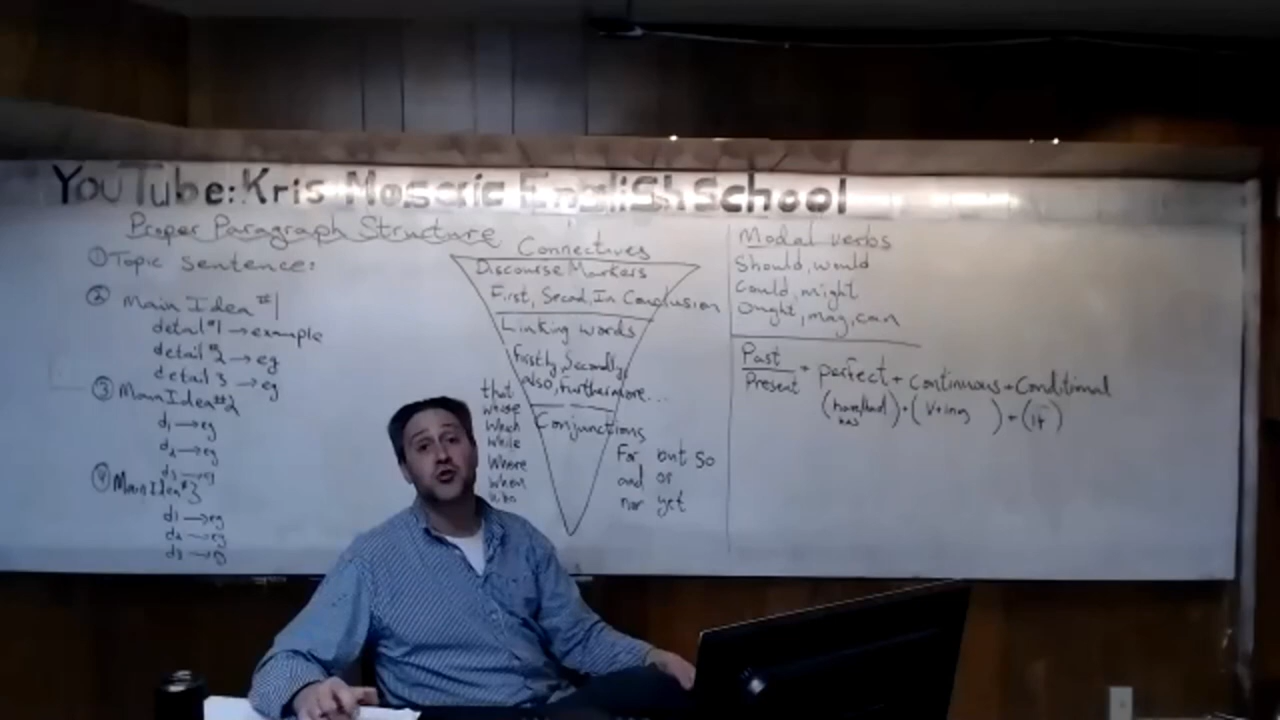 YouTube: Kris Mosaic English School
Proper Paragraph Structure
① Topic sentence:
② Main Idea #1
detail #1 → example
detail #2 → eg
detail 3 → eg
③ Main Idea #2
d1 → eg
d2 → eg
d3 → eg
④ Main Idea #3
d1 → eg
d2 → eg
d3 → eg
Connectives
Discourse Markers
First, Secod, In Conclusion
Linking words
Firstly, Secondly,
also, Furthermore...
Conjunctions
that
whose
which
while
where
when
who
For but so
and or
nor yet
Modal verbs
Should, would
Could, might
Ought, may, can
Past
Present
+ perfect + continuous + Conditional
(have/had) + (V+ing ) + (if)
has